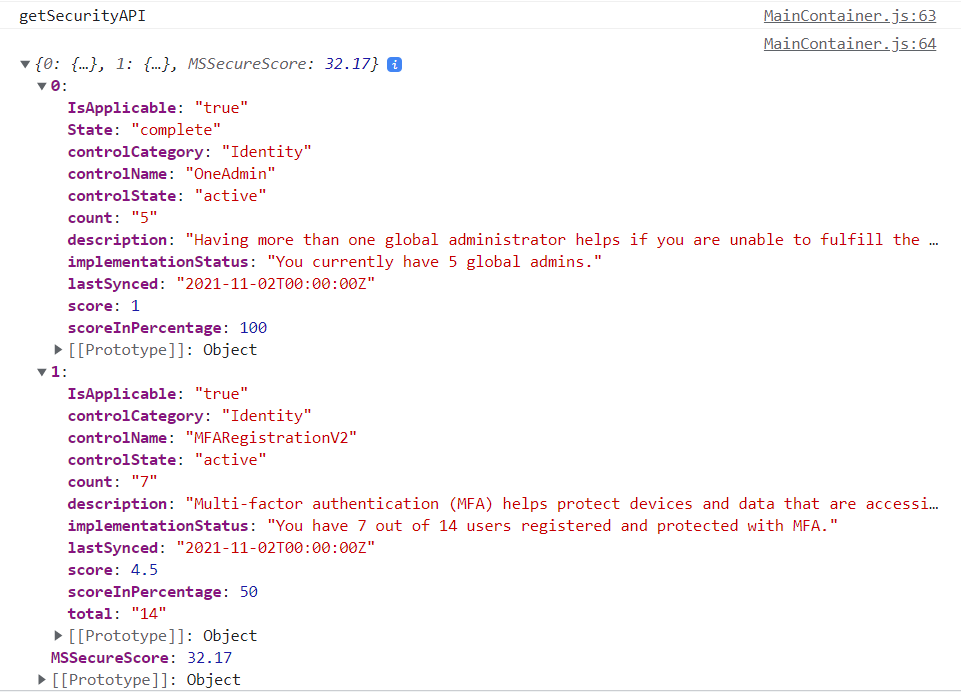 getSecurityAPI MainContainer.js:63
MainContainer.js:64
▼{0: {…}, 1: {…}, MSSecureScore: 32.17} i
▼0:
IsApplicable: "true"
State: "complete"
controlCategory: "Identity"
controlName: "OneAdmin"
controlState: "active"
count: "5"
description: "Having more than one global administrator helps if you are unable to fulfill the …
implementationStatus: "You currently have 5 global admins."
lastSynced: "2021-11-02T00:00:00Z"
score: 1
scoreInPercentage: 100
▶[[Prototype]]: Object
▼1:
IsApplicable: "true"
controlCategory: "Identity"
controlName: "MFARegistrationV2"
controlState: "active"
count: "7"
description: "Multi-factor authentication (MFA) helps protect devices and data that are accessi…
implementationStatus: "You have 7 out of 14 users registered and protected with MFA."
lastSynced: "2021-11-02T00:00:00Z"
score: 4.5
scoreInPercentage: 50
total: "14"
▶[[Prototype]]: Object
MSSecureScore: 32.17
▶[[Prototype]]: Object